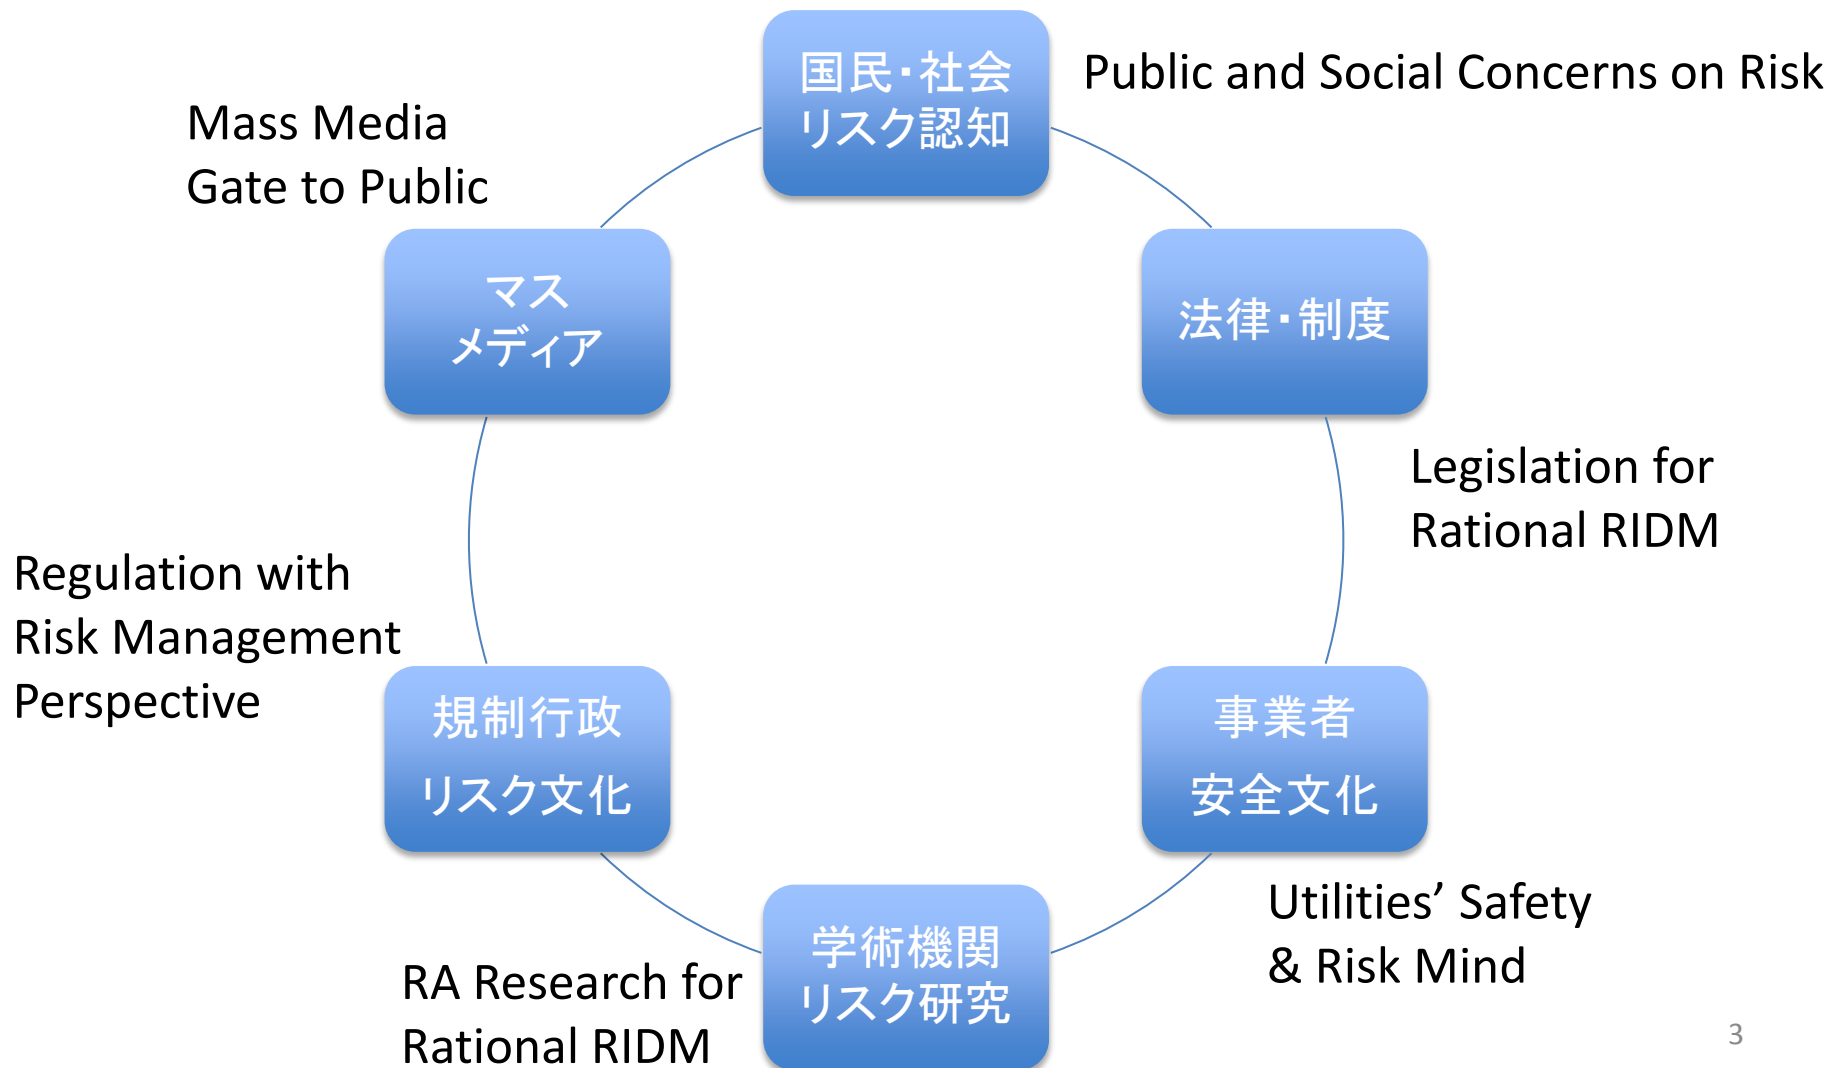 国民・社会
リスク認知
Public and Social Concerns on Risk
Mass Media
Gate to Public
マス
メディア
法律・制度
Legislation for
Rational RIDM
Regulation with
Risk Management
Perspective
規制行政
リスク文化
事業者
安全文化
Utilities’ Safety
& Risk Mind
学術機関
リスク研究
RA Research for
Rational RIDM
3